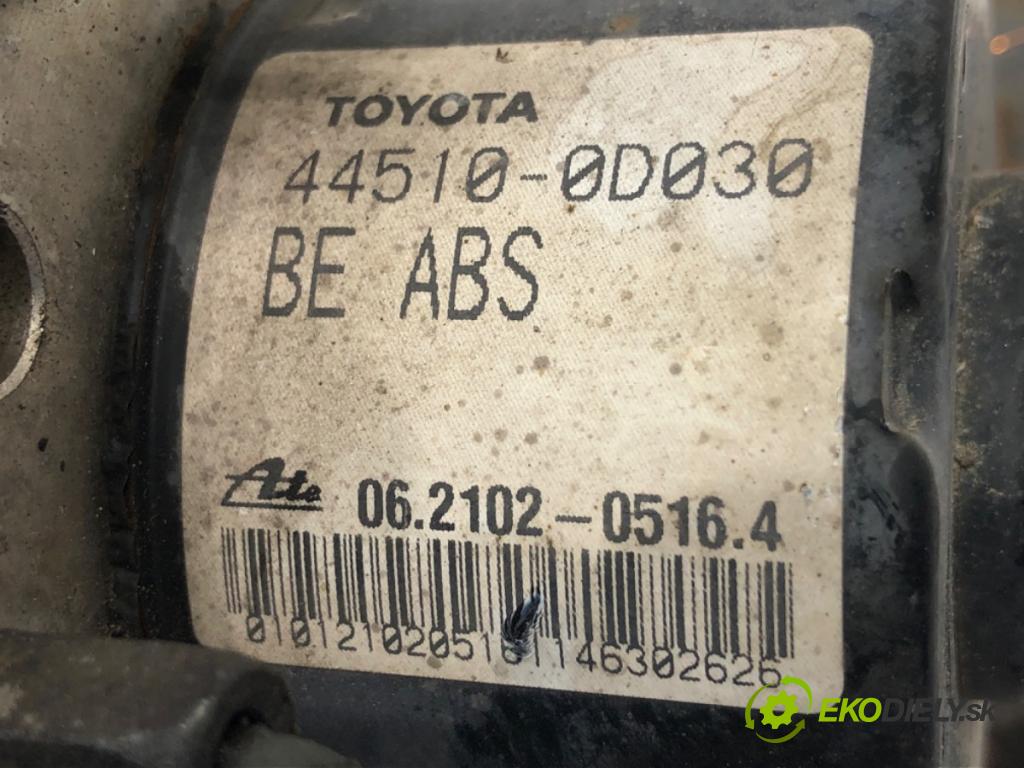 TOYOTA
44510-0D030
BE ABS
Ate 06.2102-0516.4
EKODIELY.sk